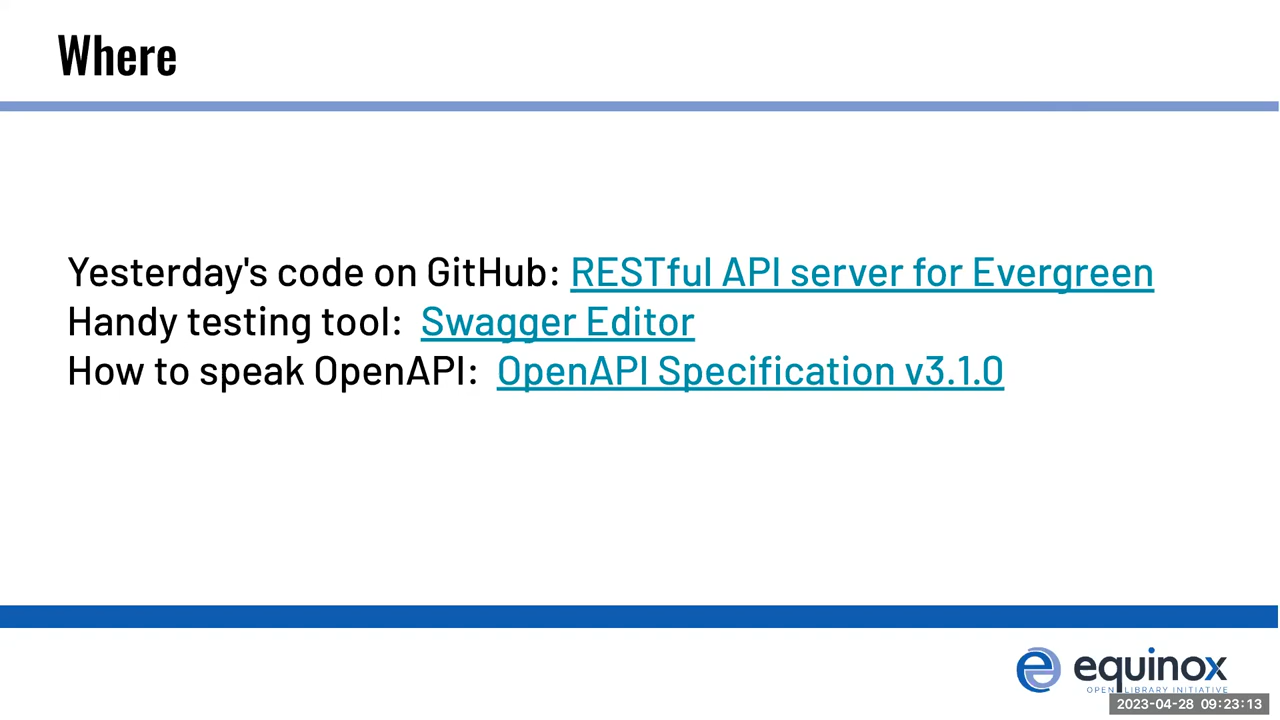 Where
Yesterday's code on GitHub: RESTful API server for Evergreen
Handy testing tool: Swagger Editor
How to speak OpenAPI: OpenAPI Specification v3.1.0
equinox
OPEN LIBRARY INITIATIVE
2023-04-28 09:23:13